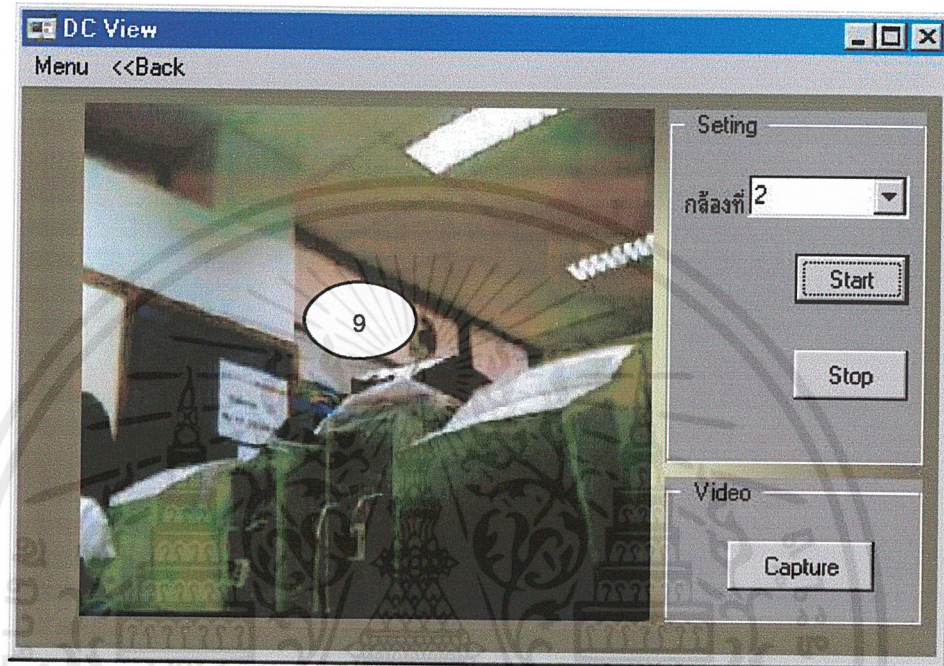 DC View
Menu <<Back
Seting
กล้องที่ 2
Start
Stop
9
Video
Capture